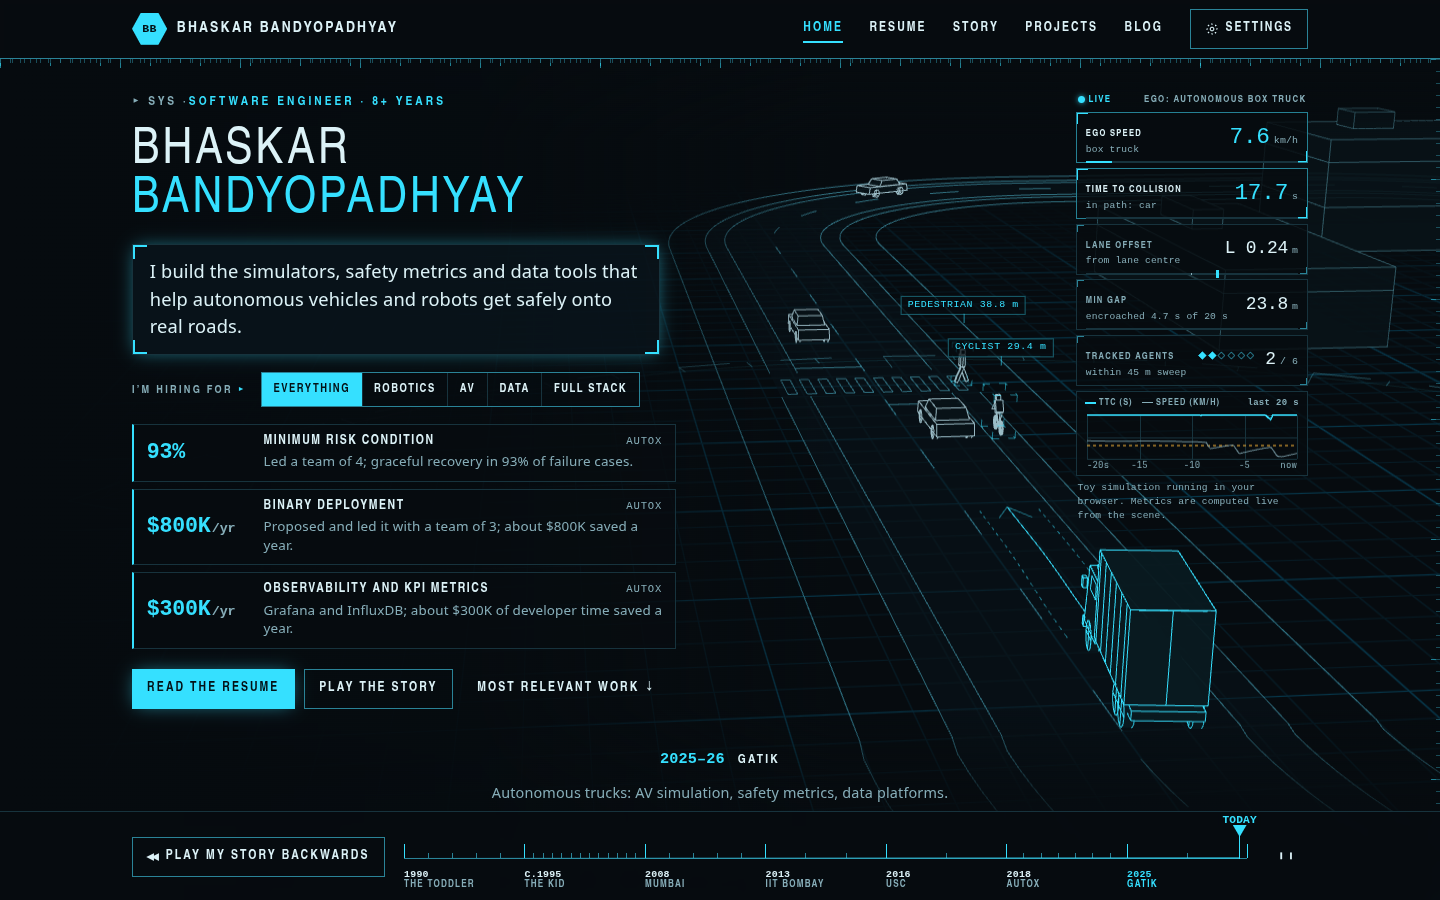 BB BHASKAR BANDYOPADHYAY
HOME RESUME STORY PROJECTS BLOG SETTINGS
SYS · SOFTWARE ENGINEER · 8+ YEARS
BHASKAR
BANDYOPADHYAY
I build the simulators, safety metrics and data tools that
help autonomous vehicles and robots get safely onto
real roads.
I'M HIRING FOR
EVERYTHING ROBOTICS AV DATA FULL STACK
93% MINIMUM RISK CONDITION AUTOX
Led a team of 4; graceful recovery in 93% of failure cases.
$800K/yr BINARY DEPLOYMENT AUTOX
Proposed and led it with a team of 3; about $800K saved a
year.
$300K/yr OBSERVABILITY AND KPI METRICS AUTOX
Grafana and InfluxDB; about $300K of developer time saved a
year.
READ THE RESUME PLAY THE STORY MOST RELEVANT WORK ↓
PEDESTRIAN 38.8 m
CYCLIST 29.4 m
LIVE EGO: AUTONOMOUS BOX TRUCK
EGO SPEED 7.6 km/h
box truck
TIME TO COLLISION 17.7 s
in path: car
LANE OFFSET L 0.24 m
from lane centre
MIN GAP 23.8 m
encroached 4.7 s of 20 s
TRACKED AGENTS 2 / 6
within 45 m sweep
TTC (S) SPEED (KM/H) last 20 s
-20s -15 -10 -5 now
Toy simulation running in your
browser. Metrics are computed live
from the scene.
2025–26 GATIK
Autonomous trucks: AV simulation, safety metrics, data platforms.
PLAY MY STORY BACKWARDS
TODAY
1990 C.1995 2008 2013 2016 2018 2025
THE TODDLER THE KID MUMBAI IIT BOMBAY USC AUTOX GATIK